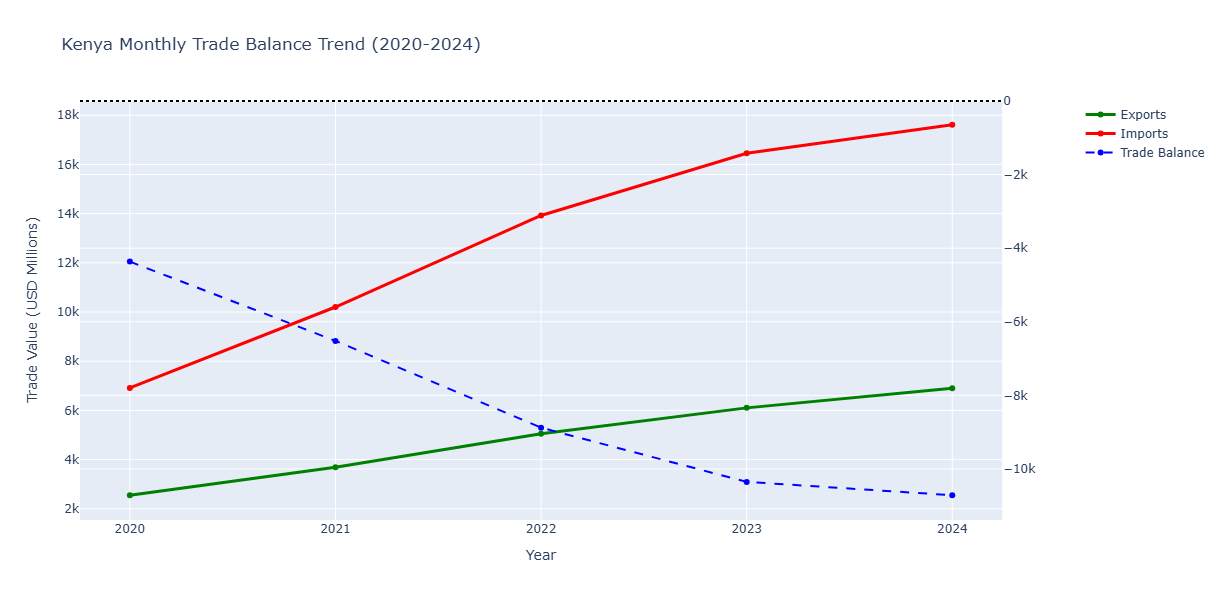 Kenya Monthly Trade Balance Trend (2020-2024)
Trade Value (USD Millions)
18k
16k
14k
12k
10k
8k
6k
4k
2k
0
−2k
−4k
−6k
−8k
−10k
2020 2021 2022 2023 2024
Year
Exports
Imports
Trade Balance